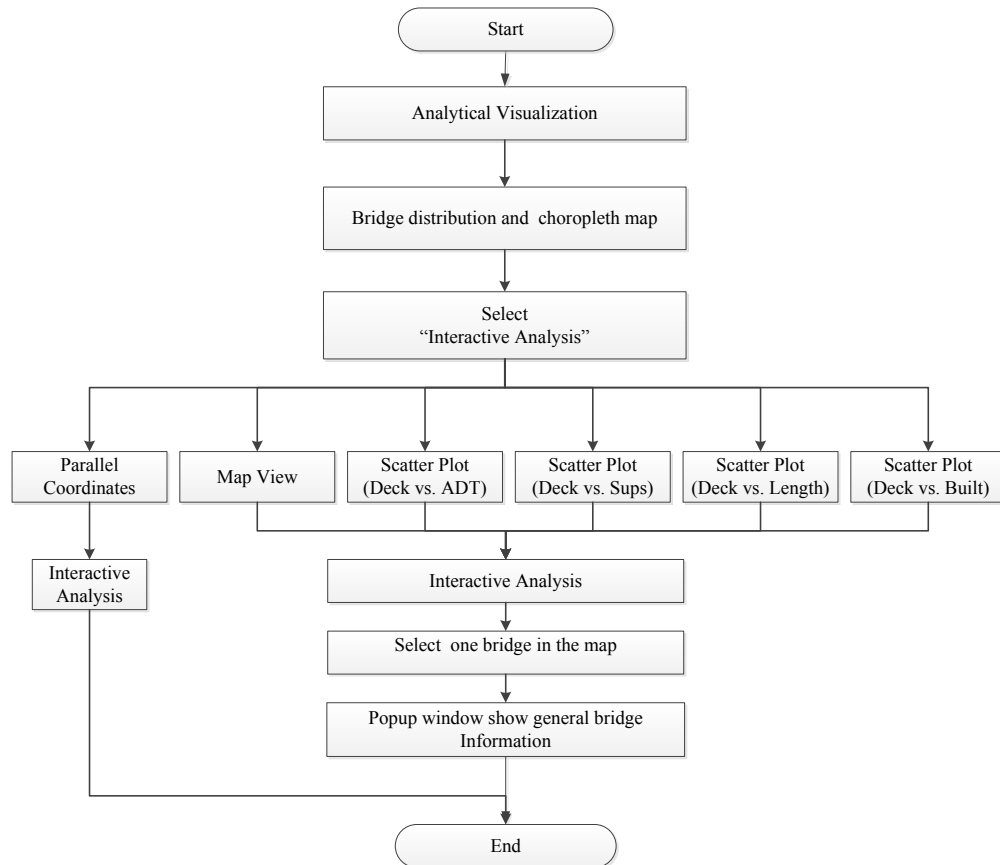 Start
Analytical Visualization
Bridge distribution and choropleth map
Select
“Interactive Analysis”
Parallel
Coordinates
Map View
Scatter Plot
(Deck vs. ADT)
Scatter Plot
(Deck vs. Sups)
Scatter Plot
(Deck vs. Length)
Scatter Plot
(Deck vs. Built)
Interactive
Analysis
Interactive Analysis
Select one bridge in the map
Popup window show general bridge
Information
End